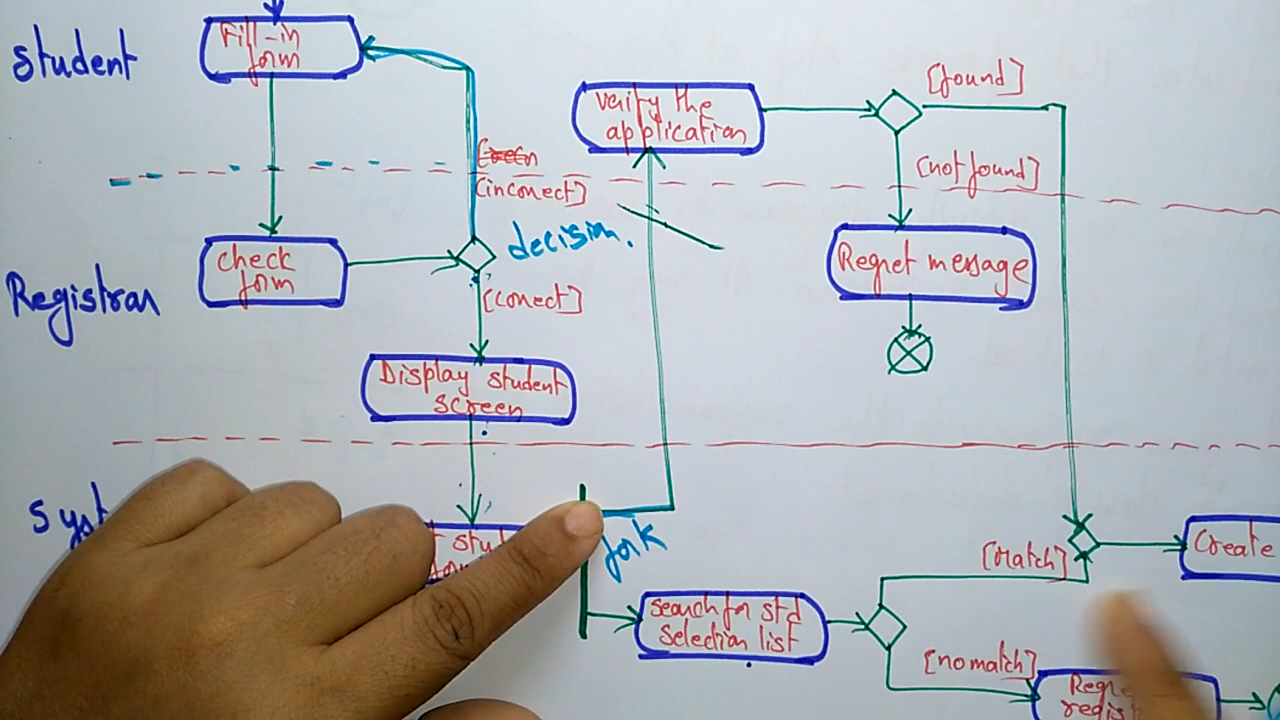 student
Fill-in
form
verify the
application
[found]
[not found]
[incorrect]
decision.
check
form
Registrar
[correct]
Regret message
Display student
screen
fork
[match]
Create
search for std
selection list
[no match]